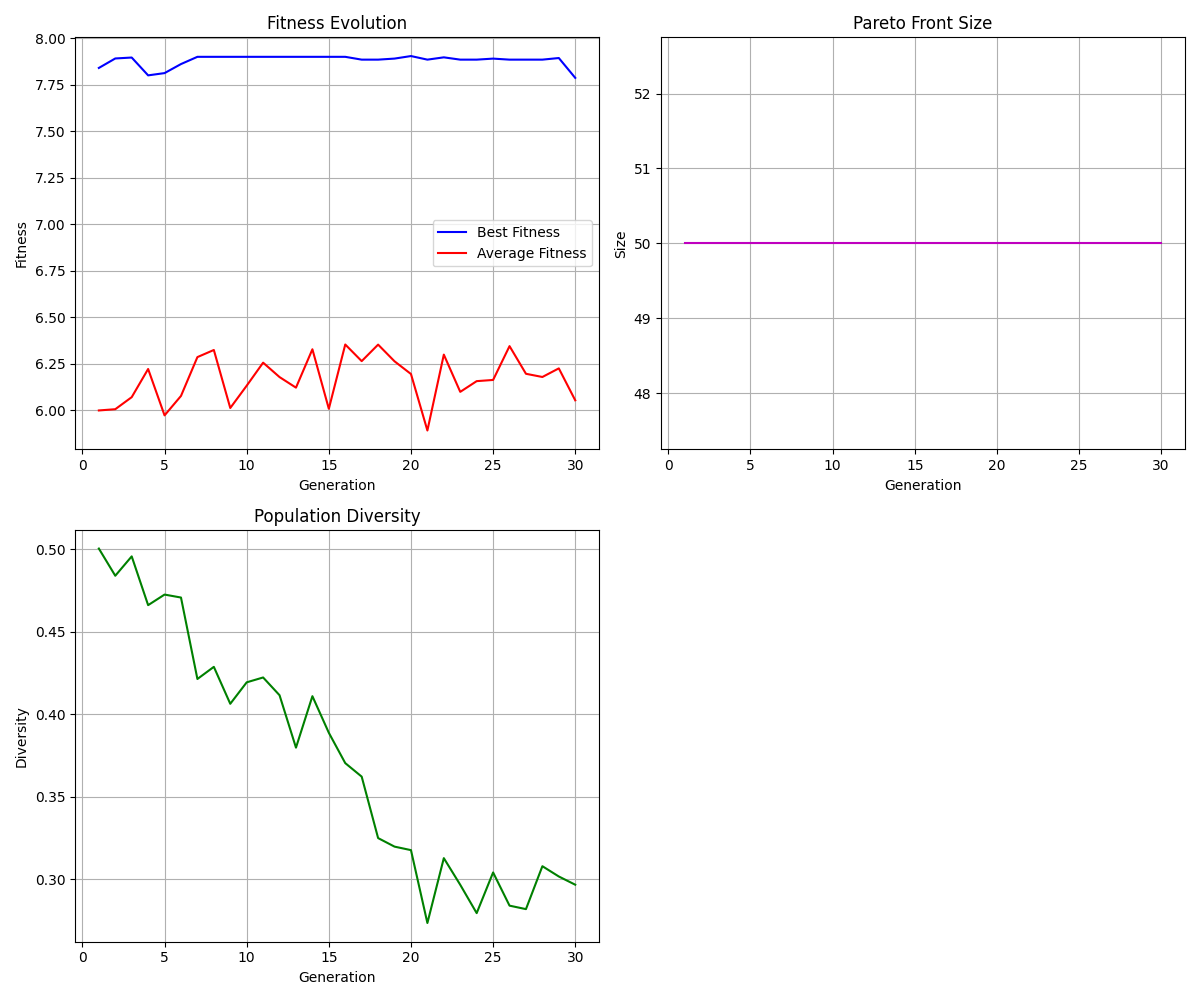 Fitness Evolution
8.00
7.75
7.50
7.25
7.00
6.75
6.50
6.25
6.00
Fitness
Best Fitness
Average Fitness
0 5 10 15 20 25 30
Generation
Pareto Front Size
52
51
50
49
48
Size
0 5 10 15 20 25 30
Generation
Population Diversity
0.50
0.45
0.40
0.35
0.30
Diversity
0 5 10 15 20 25 30
Generation